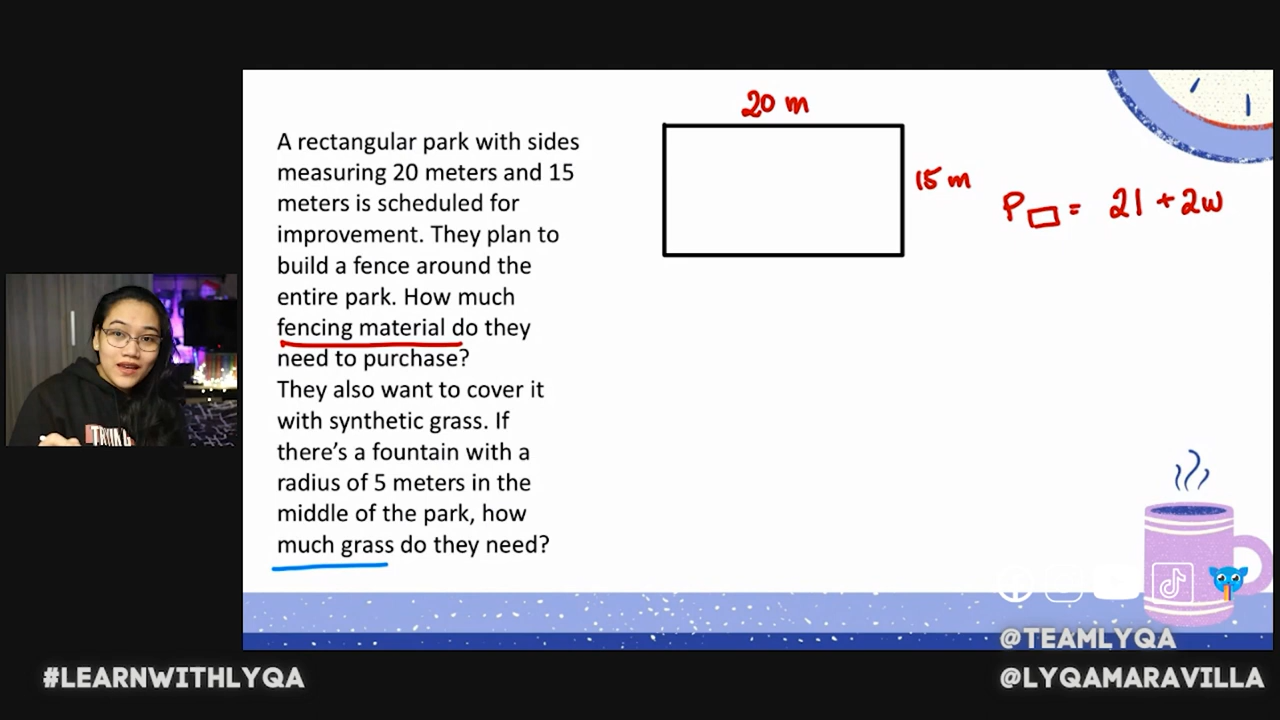 20 m
A rectangular park with sides
measuring 20 meters and 15
meters is scheduled for
improvement. They plan to
build a fence around the
entire park. How much
fencing material do they
need to purchase?
They also want to cover it
with synthetic grass. If
there's a fountain with a
radius of 5 meters in the
middle of the park, how
much grass do they need?
15 m
P▭ = 2l + 2w
@TEAMLYQA
#LEARNWITHLYQA
@LYQAMARAVILLA